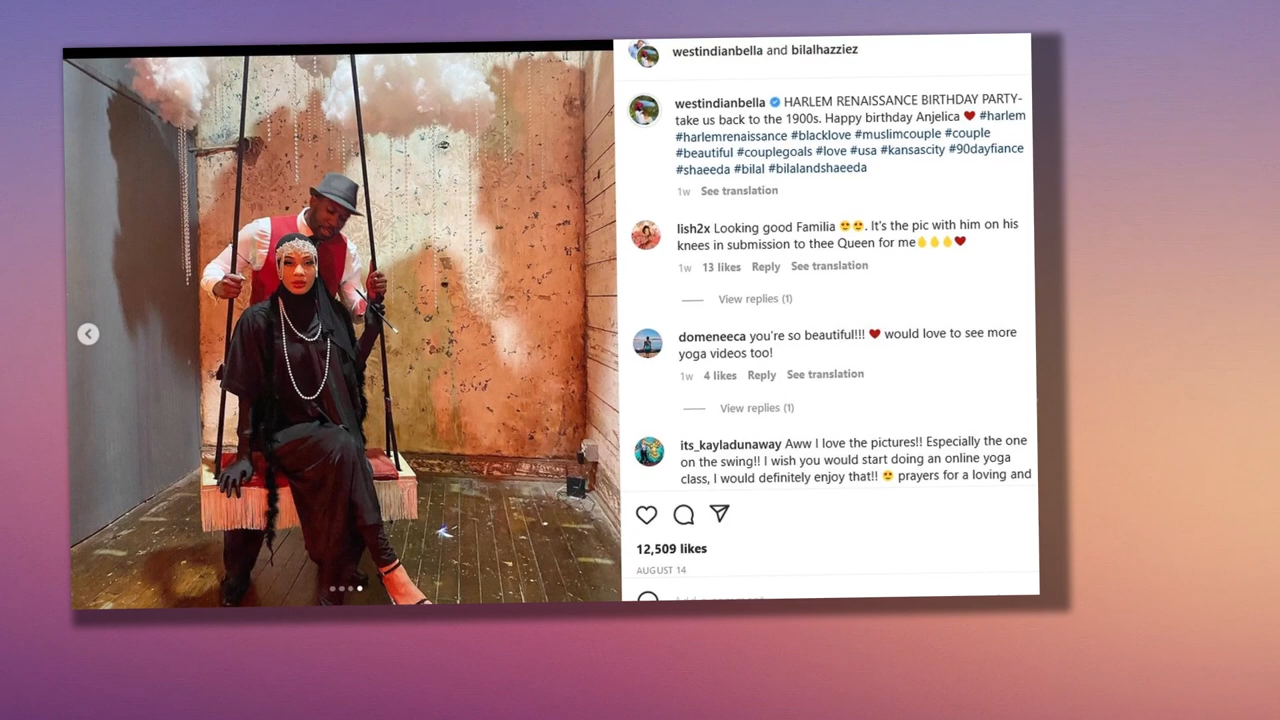 westindianbella and bilalhazziez
westindianbella HARLEM RENAISSANCE BIRTHDAY PARTY-
take us back to the 1900s. Happy birthday Anjelica ❤️ #harlem
#harlemrenaissance #blacklove #muslimcouple #couple
#beautiful #couplegoals #love #usa #kansascity #90dayfiance
#shaeeda #bilal #bilalandshaeeda
1w See translation
lish2x Looking good Familia 😍😍. It's the pic with him on his
knees in submission to thee Queen for me🔥🔥🔥❤️
1w 13 likes Reply See translation
View replies (1)
domeneeca you're so beautiful!!! ❤️ would love to see more
yoga videos too!
1w 4 likes Reply See translation
View replies (1)
its_kayladunaway Aww I love the pictures!! Especially the one
on the swing!! I wish you would start doing an online yoga
class, I would definitely enjoy that!! 😍 prayers for a loving and
12,509 likes
AUGUST 14